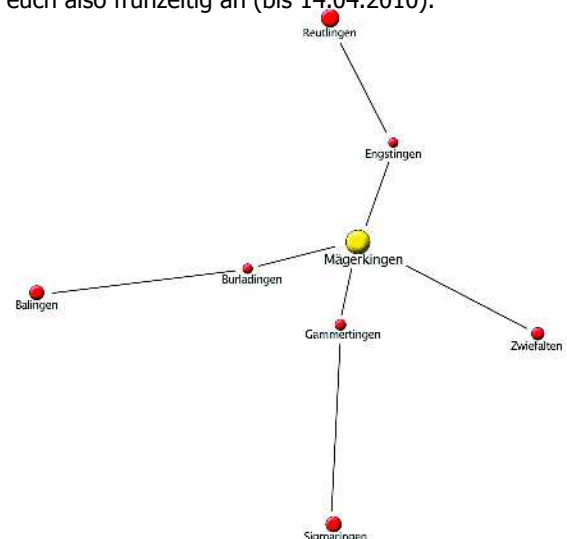 euch also frühzeitig an (bis 14.04.2010).
Reutlingen
Engstingen
Mägerkingen
Burladingen
Balingen
Gammertingen
Zwiefalten
Sigmaringen